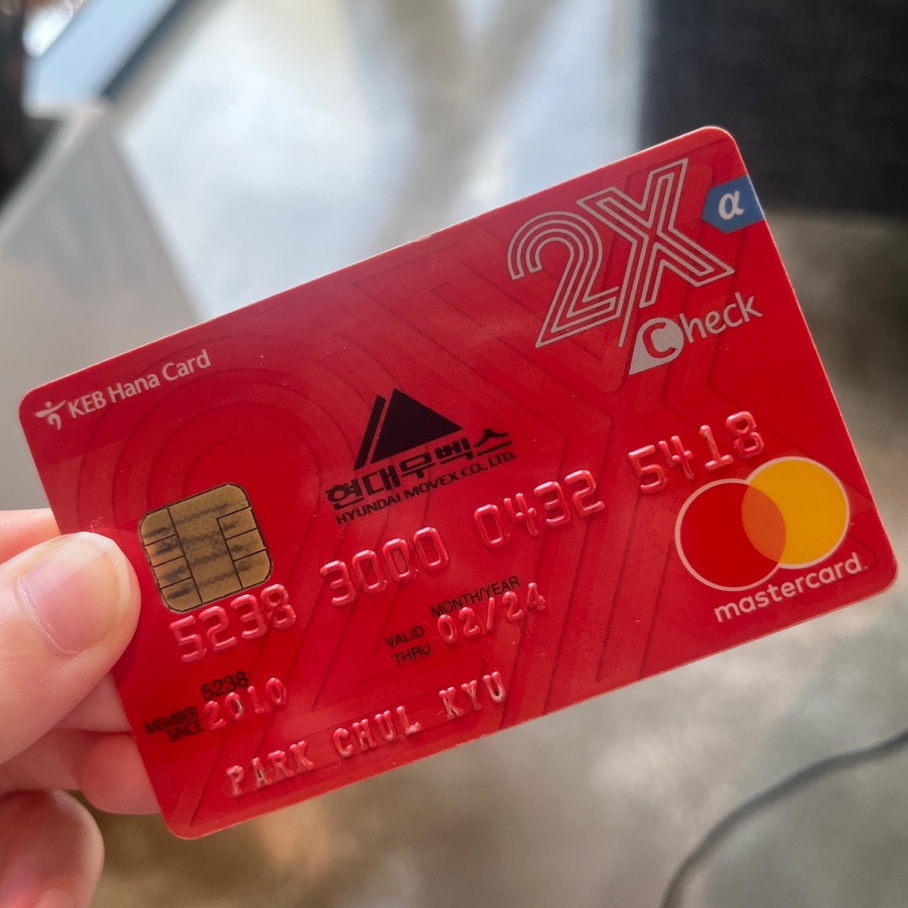 2X α
Check
KEB Hana Card
현대무벡스
HYUNDAI MOVEX CO., LTD.
5238 3000 0432 5418
5238
MONTH/YEAR
VALID THRU 02/24
MEMBER SINCE 2010
PARK CHUL KYU
mastercard.